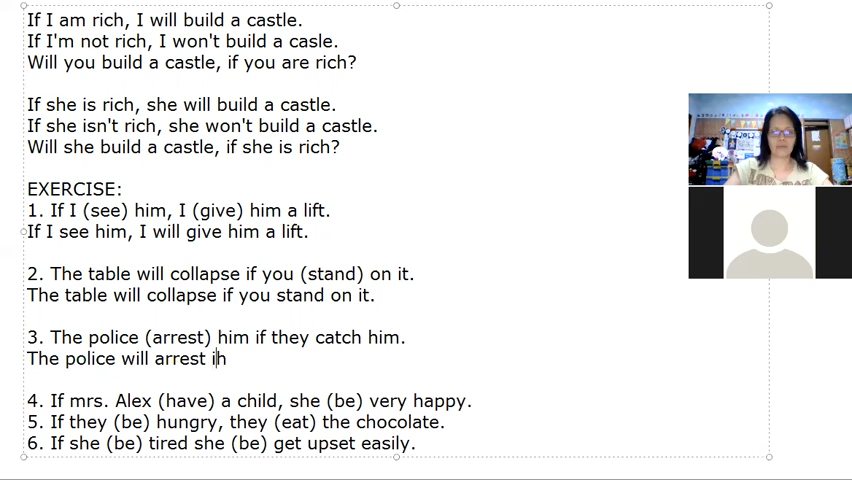 If I am rich, I will build a castle.
If I'm not rich, I won't build a casle.
Will you build a castle, if you are rich?
If she is rich, she will build a castle.
If she isn't rich, she won't build a castle.
Will she build a castle, if she is rich?
EXERCISE:
1. If I (see) him, I (give) him a lift.
If I see him, I will give him a lift.
2. The table will collapse if you (stand) on it.
The table will collapse if you stand on it.
3. The police (arrest) him if they catch him.
The police will arrest ih
4. If mrs. Alex (have) a child, she (be) very happy.
5. If they (be) hungry, they (eat) the chocolate.
6. If she (be) tired she (be) get upset easily.